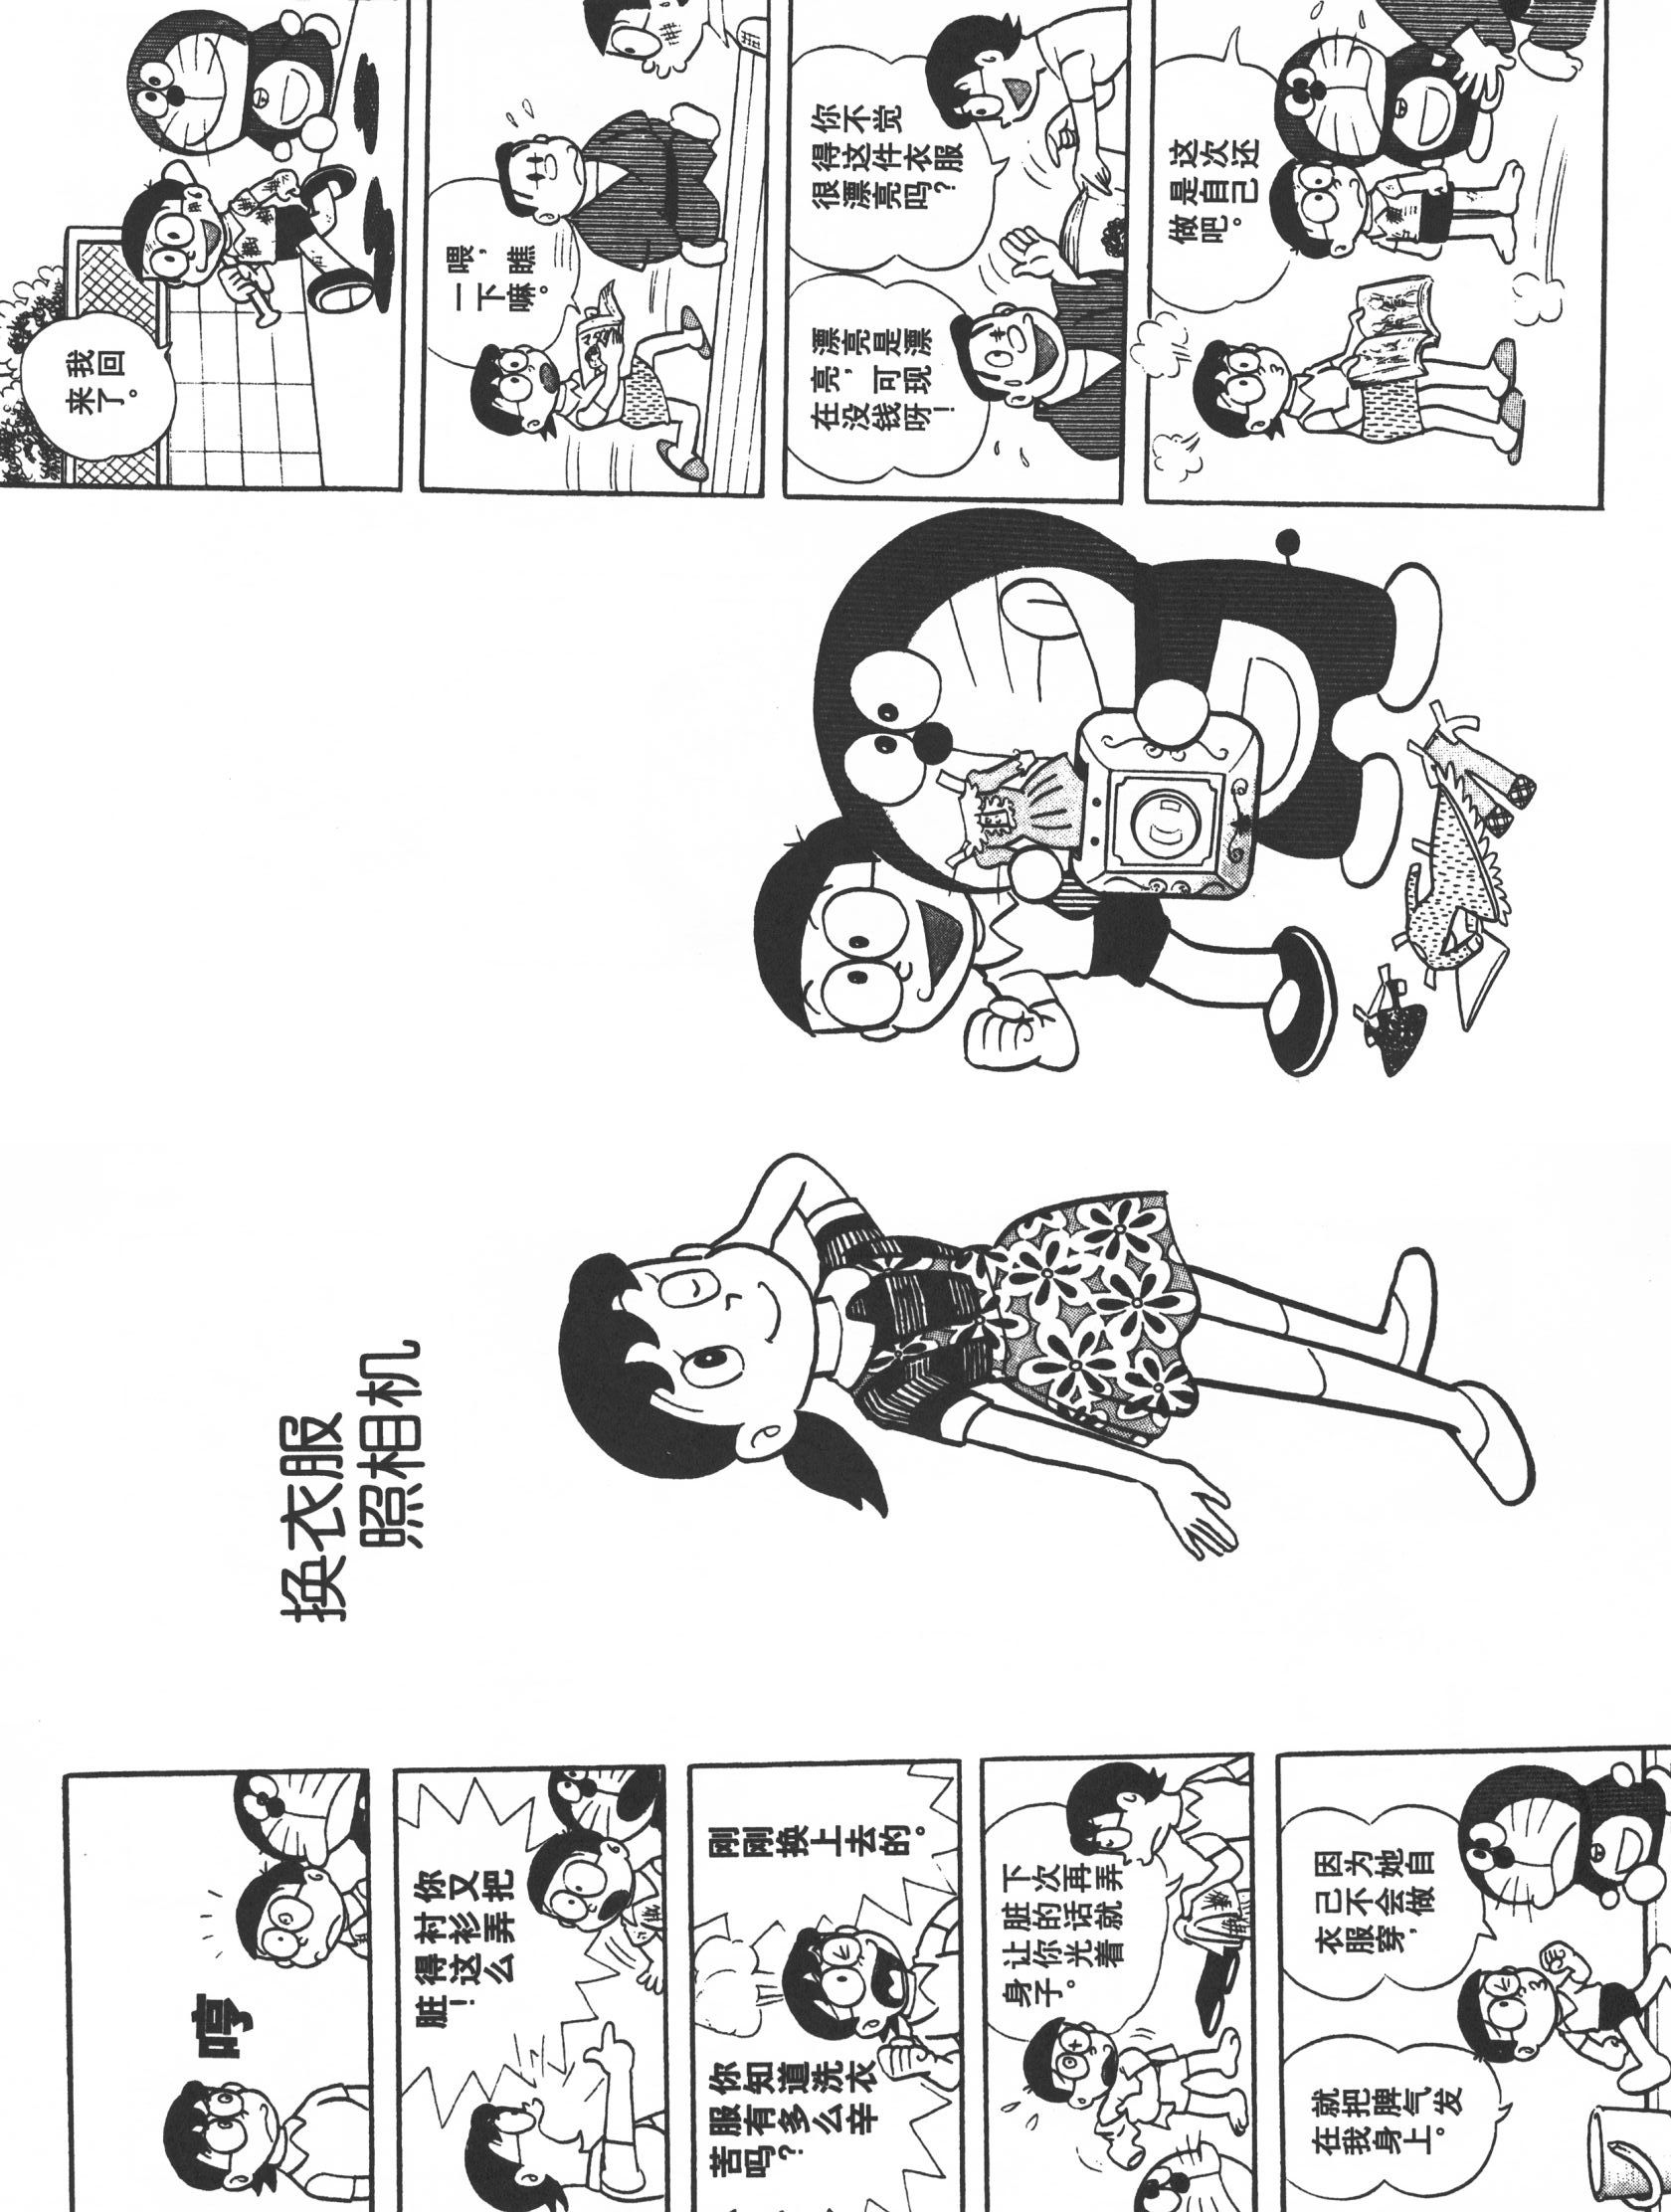 换衣服
照相机
我回
来了。
喂，瞧
一下嘛。
你不觉
得这件衣服
很漂亮吗？
漂亮是漂
亮，可现
在没钱呀！
这次还
是自己
做吧。
哼
你又把
衬衫弄
得这么
脏！
刚刚换上去的。
你知道洗衣
服有多么辛
苦吗？
下次再弄
脏的话就
让你光着
身子。
因为她自
己不会做
衣服穿，
就把脾气发
在我身上。